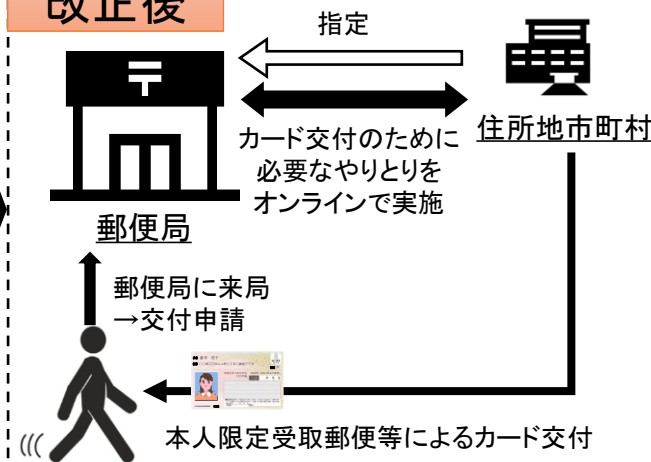 改正後
指定
住所地市町村
カード交付のために
必要なやりとりを
オンラインで実施
郵便局
郵便局に来局
→交付申請
本人限定受取郵便等によるカード交付